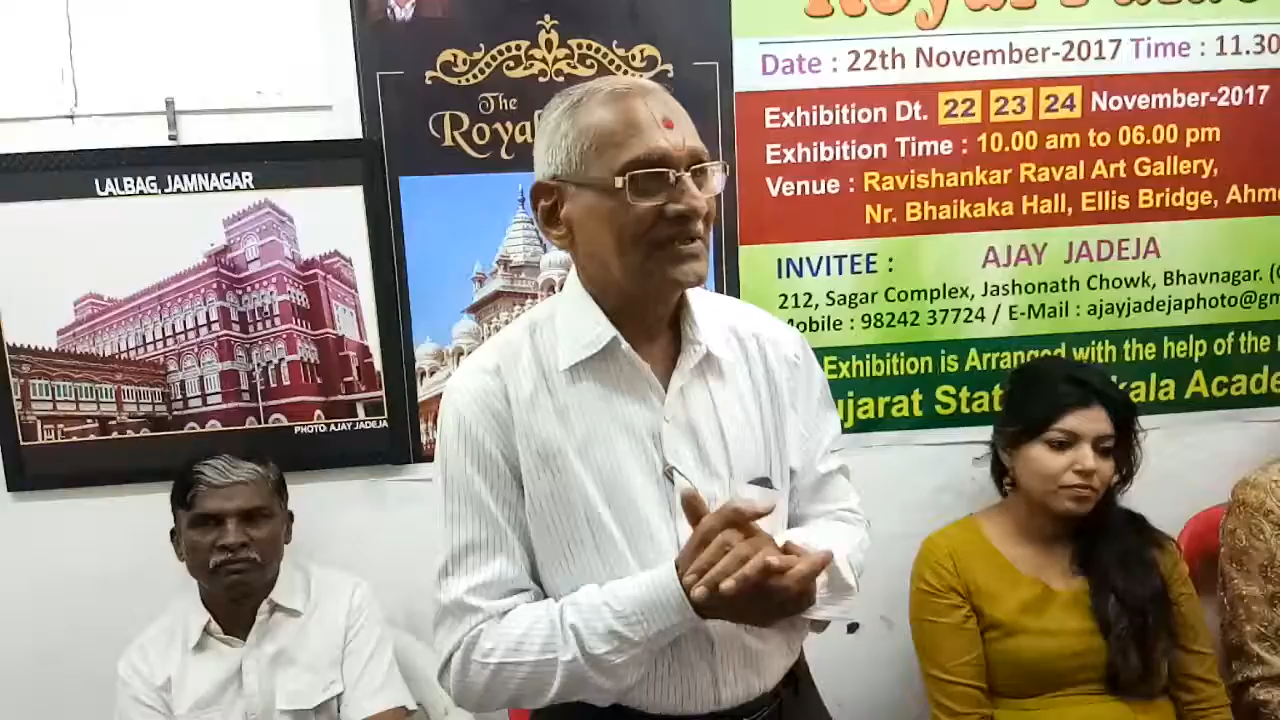 LALBAG, JAMNAGAR
PHOTO: AJAY JADEJA
The
Royal
Royal
Date : 22th November-2017 Time : 11.30
Exhibition Dt. 22 23 24 November-2017
Exhibition Time : 10.00 am to 06.00 pm
Venue : Ravishankar Raval Art Gallery,
Nr. Bhaikaka Hall, Ellis Bridge,
INVITEE : AJAY JADEJA
212, Sagar Complex, Jashonath Chowk, Bhavnagar.
Mobile : 98242 37724 / E-Mail :
Exhibition is Arranged with the help of the